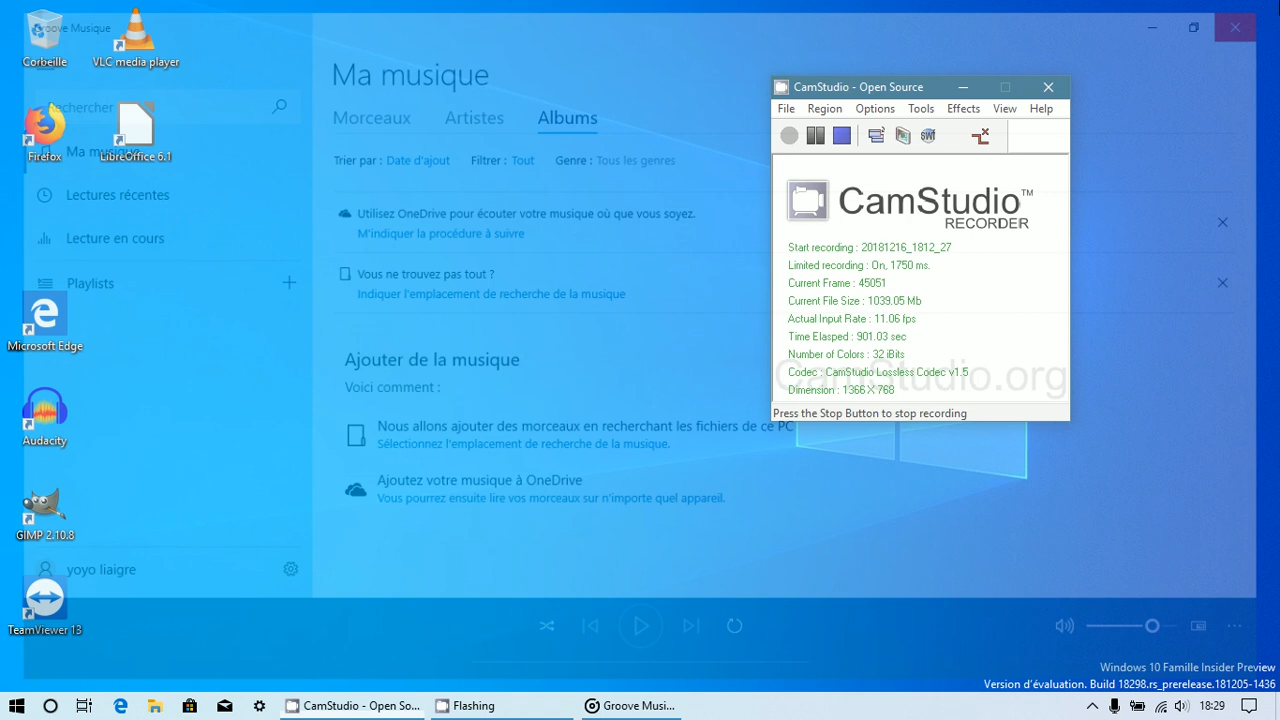 Groove Musique
Corbeille
VLC media player
Rechercher
Firefox
LibreOffice 6.1
Ma musique
Lectures récentes
Lecture en cours
Playlists
Microsoft Edge
Audacity
GIMP 2.10.8
yoyo liaigre
TeamViewer 13
Ma musique
Morceaux Artistes Albums
Trier par : Date d'ajout Filtrer : Tout Genre : Tous les genres
Utilisez OneDrive pour écouter votre musique où que vous soyez.
M'indiquer la procédure à suivre
Vous ne trouvez pas tout ?
Indiquer l'emplacement de recherche de la musique
Ajouter de la musique
Voici comment :
Nous allons ajouter des morceaux en recherchant les fichiers de ce PC
Sélectionnez l'emplacement de recherche de la musique.
Ajoutez votre musique à OneDrive
Vous pourrez ensuite lire vos morceaux sur n'importe quel appareil.
CamStudio - Open Source
File Region Options Tools Effects View Help
SWF
CamStudio™
RECORDER
Start recording : 20181216_1812_27
Limited recording : On, 1750 ms.
Current Frame : 45051
Current File Size : 1039.05 Mb
Actual Input Rate : 11.06 fps
Time Elasped : 901.03 sec
Number of Colors : 32 iBits
Codec : CamStudio Lossless Codec v1.5
CamStudio.org
Dimension : 1366 X 768
Press the Stop Button to stop recording
Windows 10 Famille Insider Preview
Version d'évaluation. Build 18298.rs_prerelease.181205-1436
CamStudio - Open So... Flashing Groove Musi... 18:29